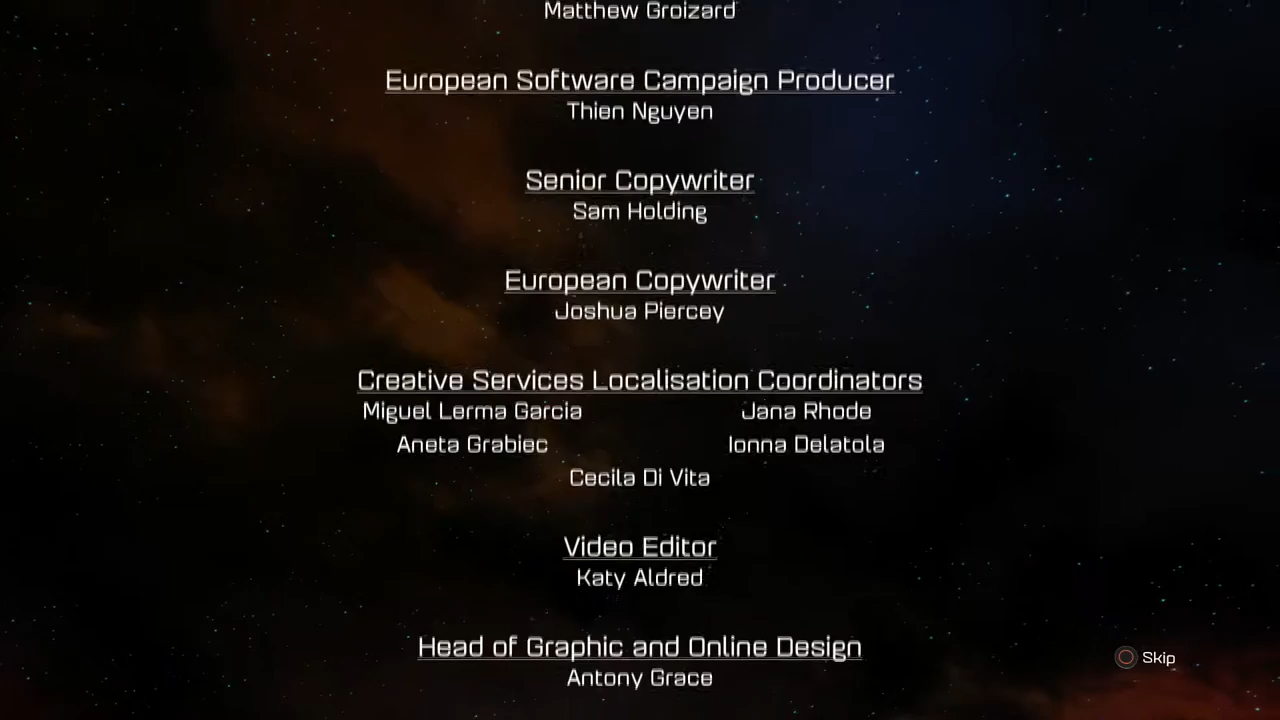 Matthew Groizard
European Software Campaign Producer
Thien Nguyen
Senior Copywriter
Sam Holding
European Copywriter
Joshua Piercey
Creative Services Localisation Coordinators
Miguel Lerma Garcia Jana Rhode
Aneta Grabiec Ionna Delatola
Cecila Di Vita
Video Editor
Katy Aldred
Head of Graphic and Online Design
Skip
Antony Grace